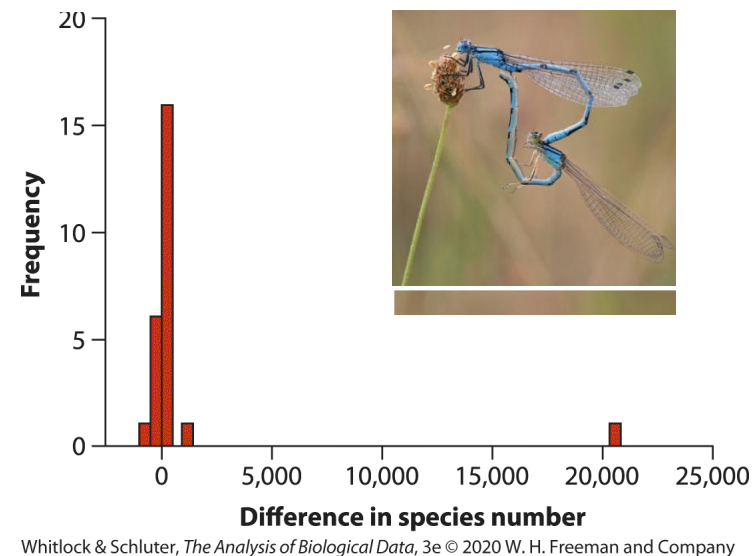 20
15
10
5
0
Frequency
0 5,000 10,000 15,000 20,000 25,000
Difference in species number
Whitlock & Schluter, The Analysis of Biological Data, 3e © 2020 W. H. Freeman and Company